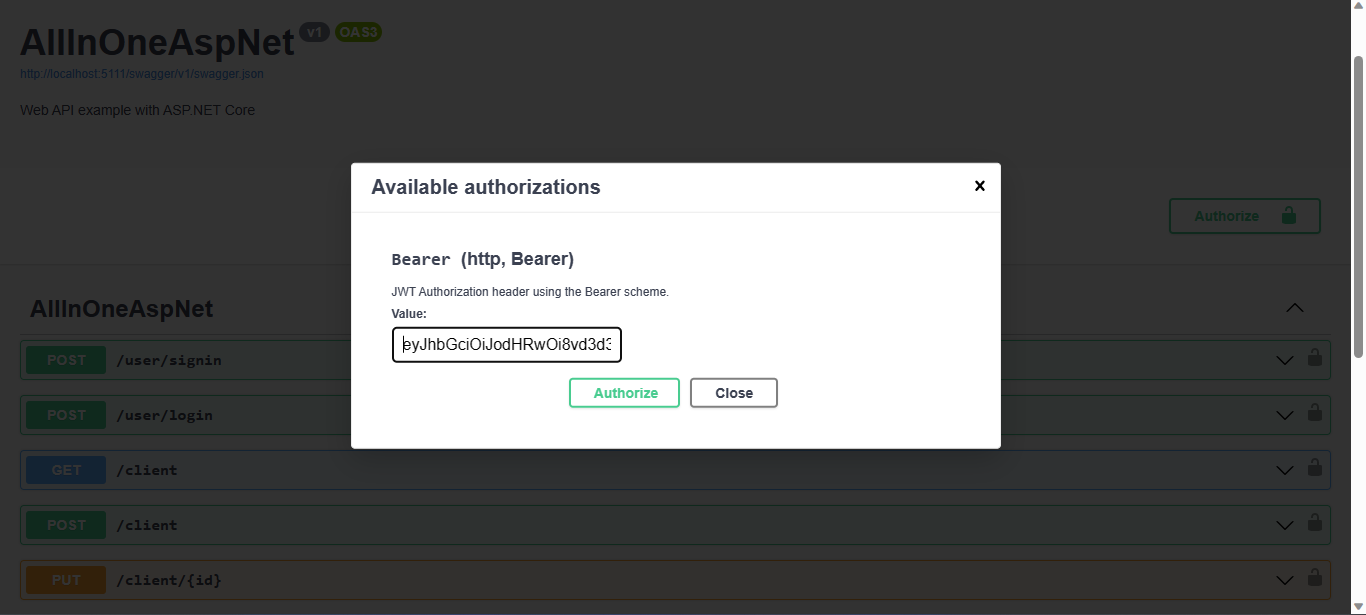 AllInOneAspNet v1 OAS3
http://localhost:5111/swagger/v1/swagger.json
Web API example with ASP.NET Core
Available authorizations
Authorize
Bearer (http, Bearer)
JWT Authorization header using the Bearer scheme.
Value:
eyJhbGciOiJodHRwOi8vd3d3
Authorize Close
AllInOneAspNet
POST /user/signin
POST /user/login
GET /client
POST /client
PUT /client/{id}